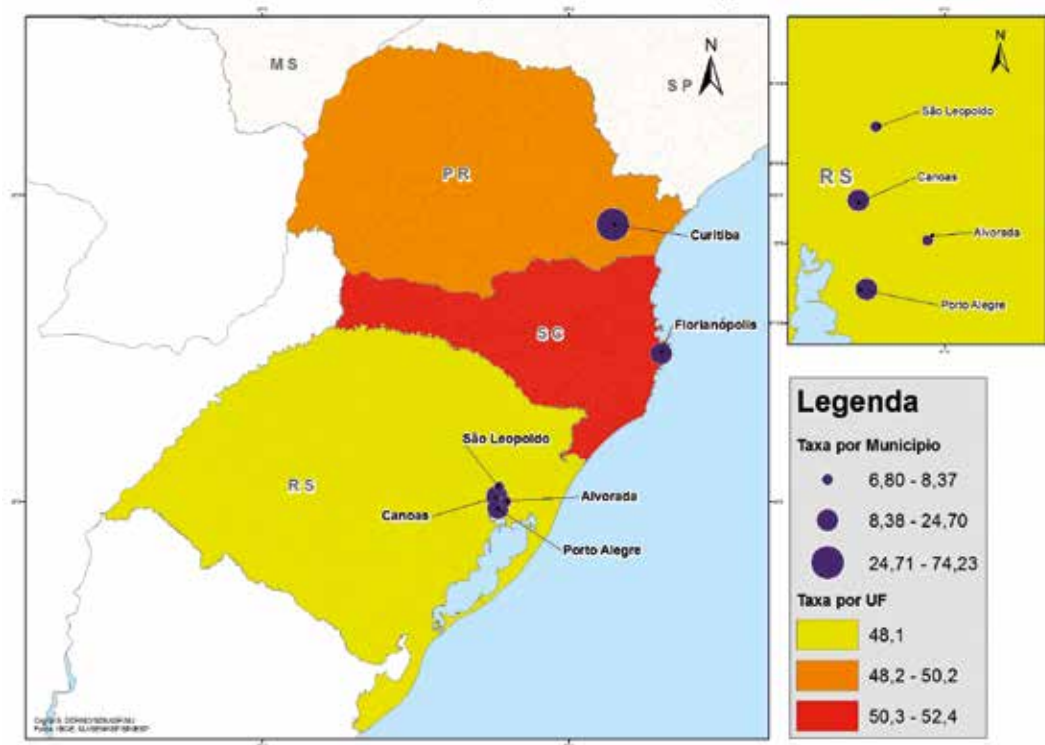 N
MS
SP
PR
Curitiba
SC
Florianópolis
São Leopoldo
RS
Canoas
Alvorada
Porto Alegre
N
São Leopoldo
RS
Canoas
Alvorada
Porto Alegre
Legenda
Taxa por Município
6,80 - 8,37
8,38 - 24,70
24,71 - 74,23
Taxa por UF
48,1
48,2 - 50,2
50,3 - 52,4